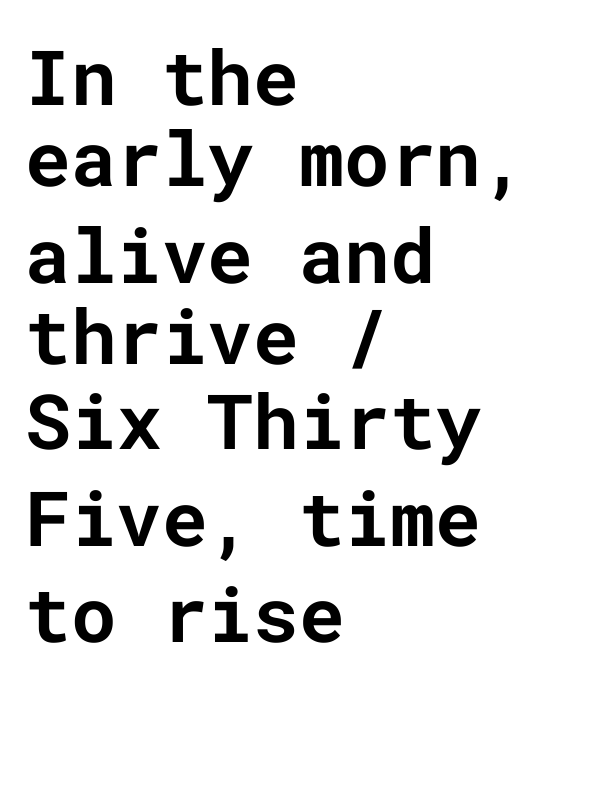 In the
early morn,
alive and
thrive /
Six Thirty
Five, time
to rise